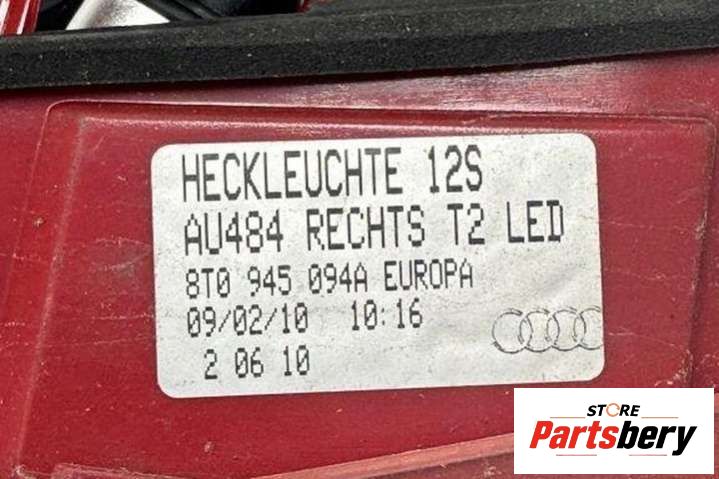 HECKLEUCHTE 12S
AU484 RECHTS T2 LED
8T0 945 094A EUROPA
09/02/10 10:16
2 06 10
STORE
Partsbery